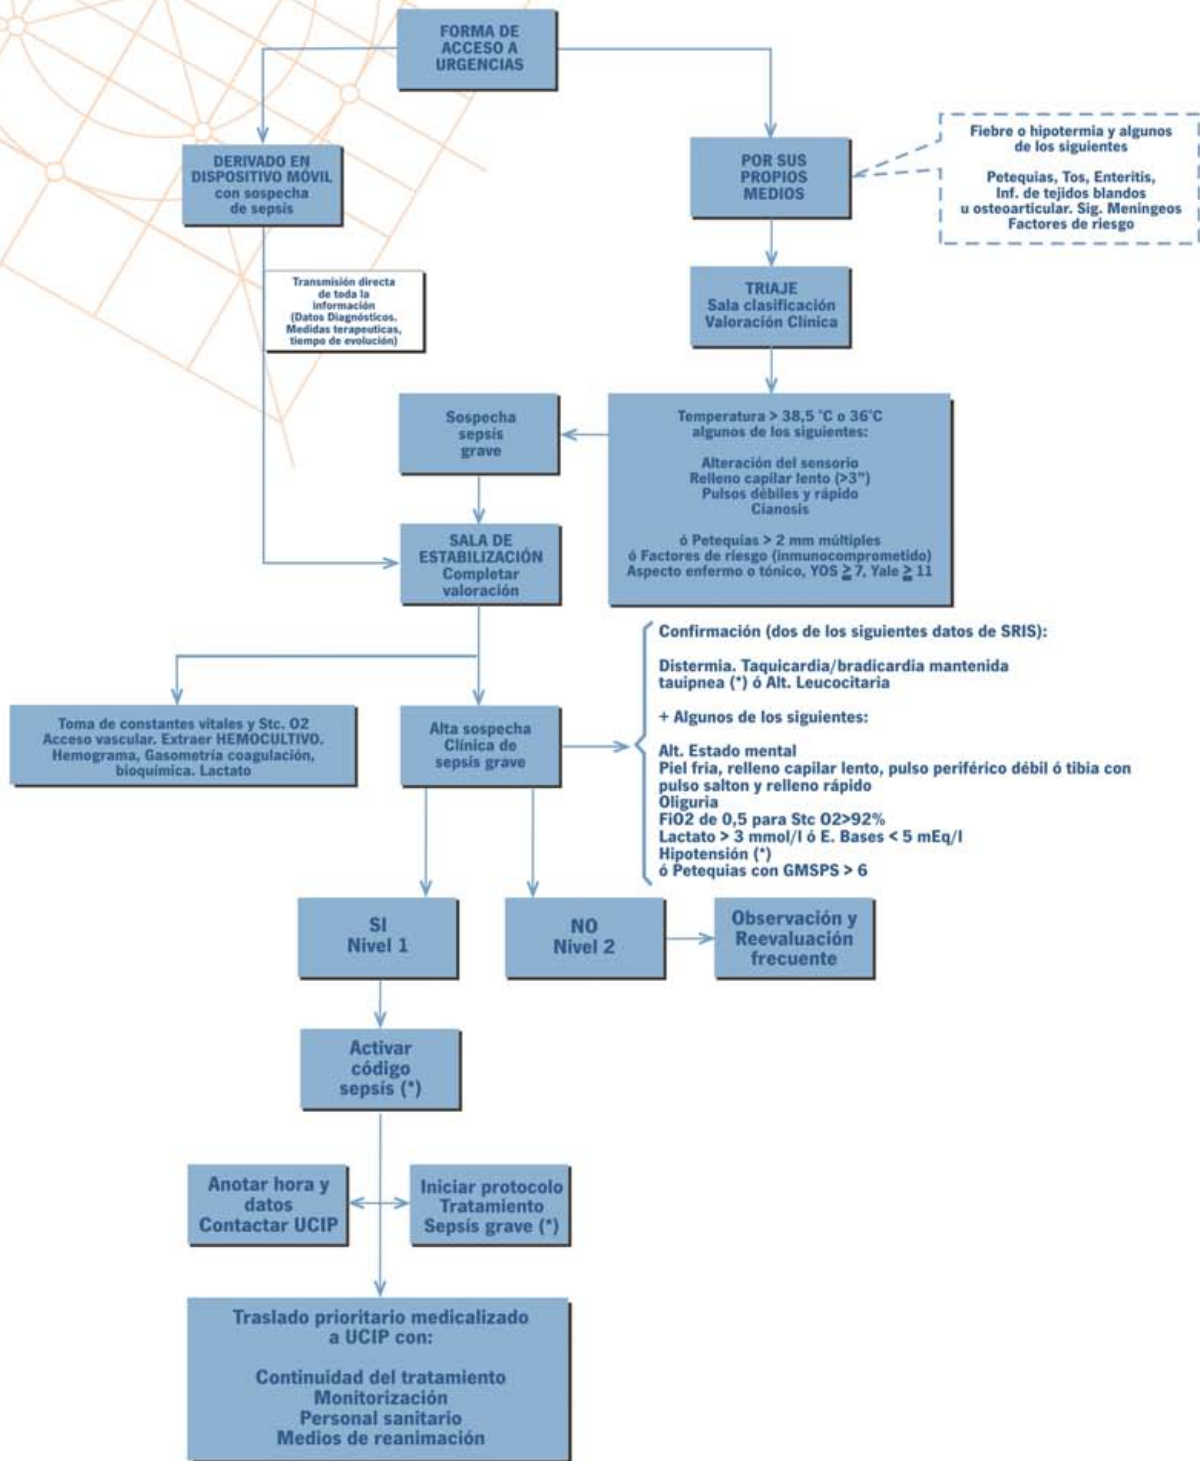 FORMA DE
ACCESO A
URGENCIAS
DERIVADO EN
DISPOSITIVO MÓVIL
con sospecha
de sepsís
POR SUS
PROPIOS
MEDIOS
Fiebre o hipotermia y algunos
de los siguientes
Petequias, Tos, Enteritis,
Inf. de tejidos blandos
u osteoarticular. Sig. Meníngeos
Factores de riesgo
Transmisión directa
de toda la
información
(Datos Diagnósticos.
Medidas terapeuticas,
tiempo de evolución)
TRIAJE
Sala clasificación
Valoración Clínica
Sospecha
sepsís
grave
Temperatura > 38,5 °C o 36°C
algunos de los siguientes:
Alteración del sensorio
Relleno capilar lento (>3")
Pulsos débiles y rápido
Cianosis
ó Petequias > 2 mm múltiples
ó Factores de riesgo (inmunocomprometido)
Aspecto enfermo o tónico, YOS ≥ 7, Yale ≥ 11
SALA DE
ESTABILIZACIÓN
Completar
valoración
Toma de constantes vitales y Stc. O2
Acceso vascular. Extraer HEMOCULTIVO.
Hemograma, Gasometría coagulación,
bioquímica. Lactato
Alta sospecha
Clínica de
sepsís grave
Confirmación (dos de los siguientes datos de SRIS):
Distermia. Taquicardia/bradicardia mantenida
tauipnea (*) ó Alt. Leucocitaria
+ Algunos de los siguientes:
Alt. Estado mental
Piel fria, relleno capilar lento, pulso periférico débil ó tibia con
pulso salton y relleno rápido
Oliguria
FiO2 de 0,5 para Stc O2>92%
Lactato > 3 mmol/l ó E. Bases < 5 mEq/l
Hipotensión (*)
ó Petequias con GMSPS > 6
SI
Nivel 1
NO
Nivel 2
Observación y
Reevaluación
frecuente
Activar
código
sepsís (*)
Anotar hora y
datos
Contactar UCIP
Iniciar protocolo
Tratamiento
Sepsís grave (*)
Traslado prioritario medicalizado
a UCIP con:
Continuidad del tratamiento
Monitorización
Personal sanitario
Medios de reanimación